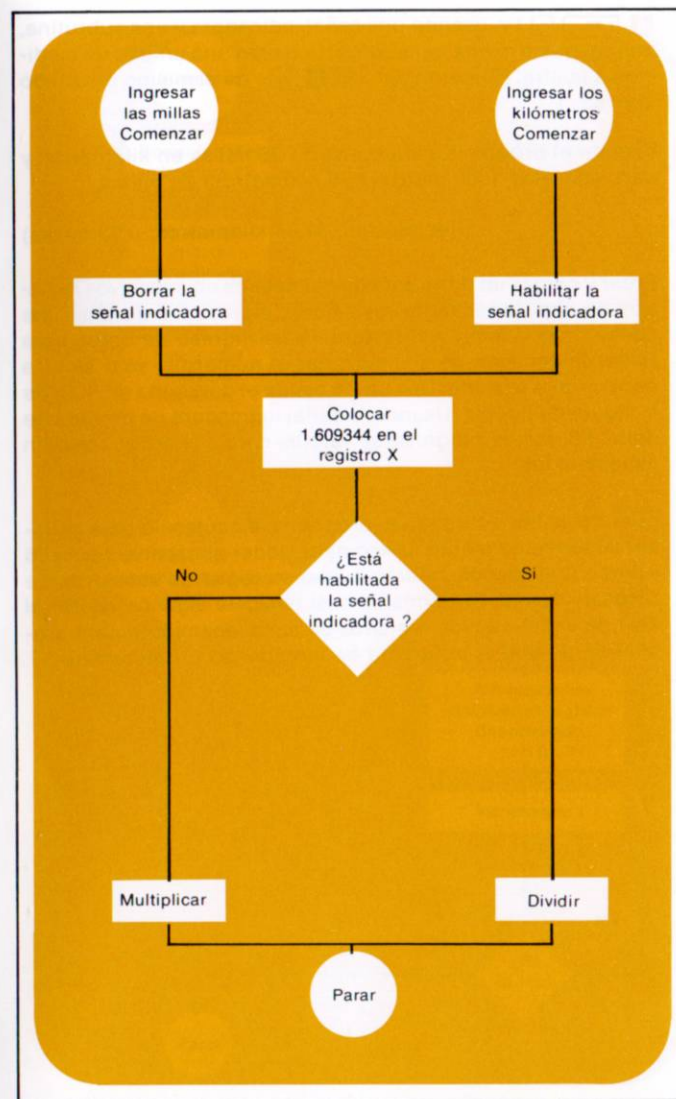 Ingresar
las millas
Comenzar
Ingresar los
kilómetros
Comenzar
Borrar la
señal indicadora
Habilitar la
señal indicadora
Colocar
1.609344 en el
registro X
¿Está
habilitada
la señal
indicadora ?
No
Si
Multiplicar
Dividir
Parar